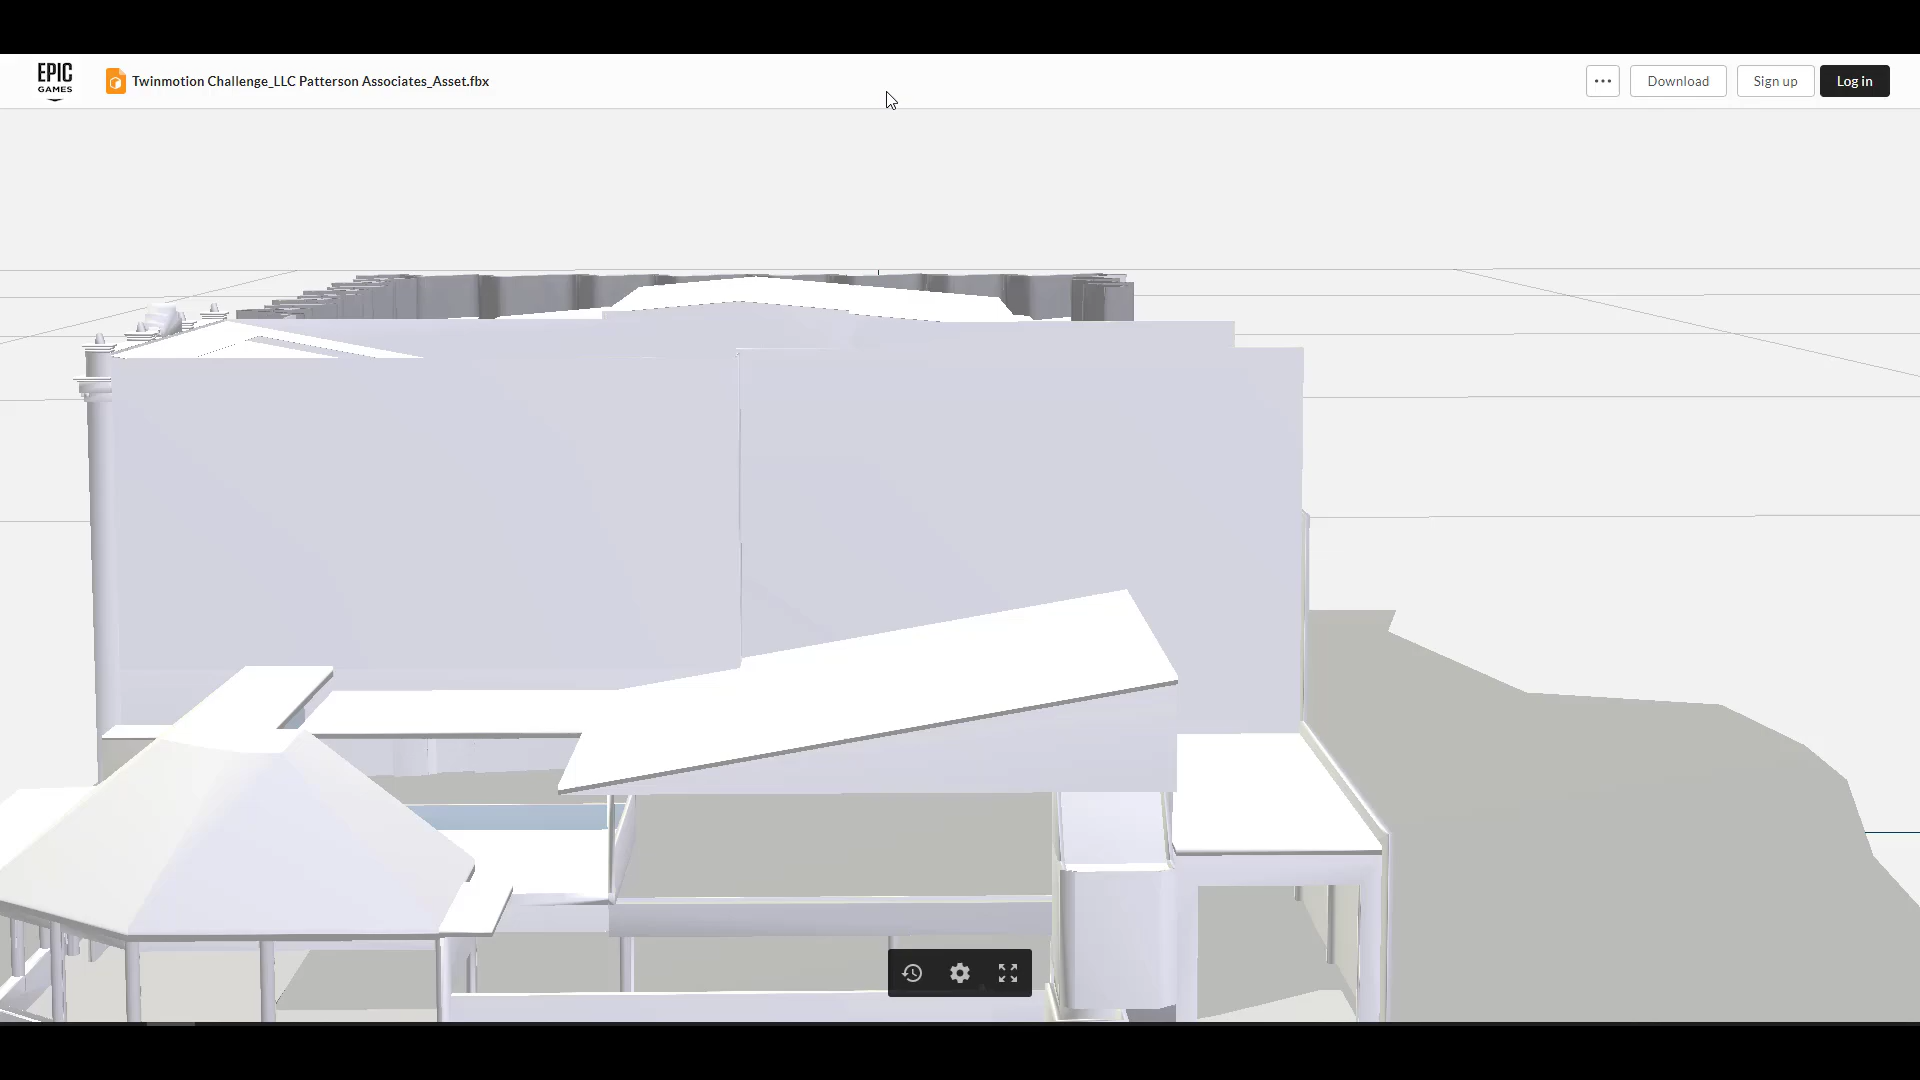 EPIC
GAMES
Twinmotion Challenge_LLC Patterson Associates_Asset.fbx
Download
Sign up
Log in